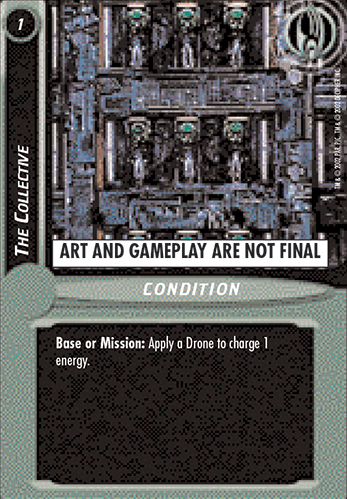 1
THE COLLECTIVE
ART AND GAMEPLAY ARE NOT FINAL
CONDITION
Base or Mission: Apply a Drone to charge 1
energy.